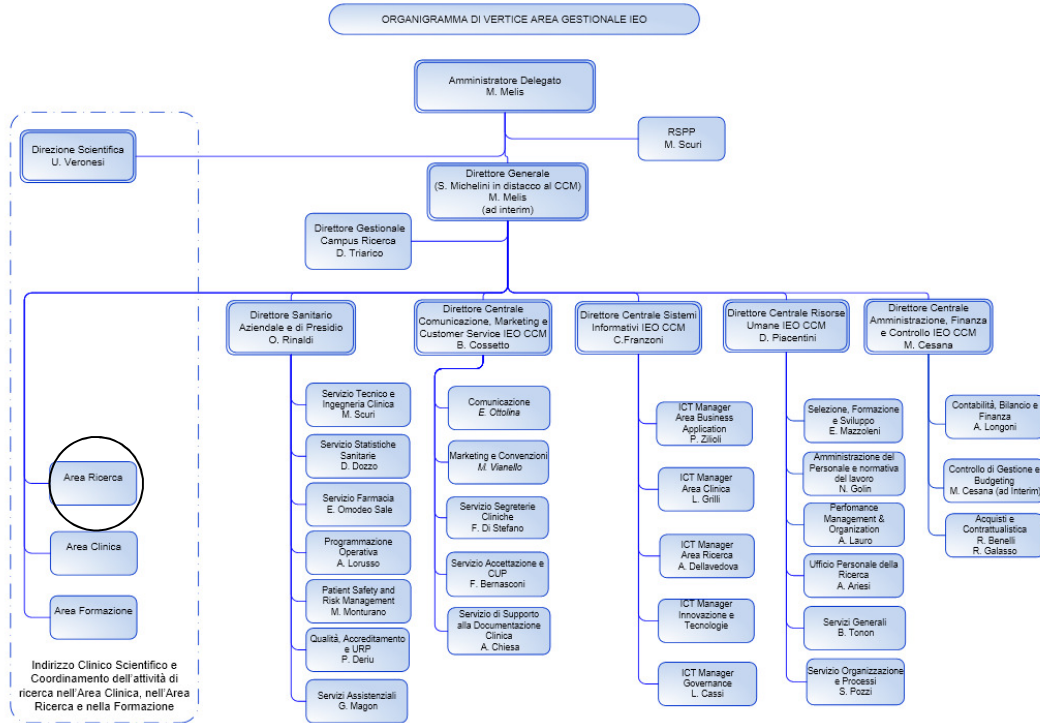 ORGANIGRAMMA DI VERTICE AREA GESTIONALE IEO
Amministratore Delegato
M. Melis
Direzione Scientifica
U. Veronesi
RSPP
M. Scuri
Direttore Generale
(S. Michelini in distacco al CCM)
M. Melis
(ad interim)
Direttore Gestionale
Campus Ricerca
D. Triarico
Direttore Sanitario
Aziendale e di Presidio
O. Rinaldi
Direttore Centrale
Comunicazione, Marketing e
Customer Service IEO CCM
B. Cossetto
Direttore Centrale Sistemi
Informativi IEO CCM
C.Franzoni
Direttore Centrale Risorse
Umane IEO CCM
D. Piacentini
Direttore Centrale
Amministrazione, Finanza
e Controllo IEO CCM
M. Cesana
Area Ricerca
Area Clinica
Area Formazione
Indirizzo Clinico Scientifico e
Coordinamento dell'attività di
ricerca nell'Area Clinica, nell'Area
Ricerca e nella Formazione
Servizio Tecnico e
Ingegneria Clinica
M. Scuri
Servizio Statistiche
Sanitarie
D. Dozzo
Servizio Farmacia
E. Omodeo Sale
Programmazione
Operativa
A. Lorusso
Patient Safety and
Risk Management
M. Monturano
Qualità, Accreditamento
e URP
P. Deriu
Servizi Assistenziali
G. Magon
Comunicazione
E. Ottolina
Marketing e Convenzioni
M. Vianello
Servizio Segreterie
Cliniche
F. Di Stefano
Servizio Accettazione e
CUP
F. Bernasconi
Servizio di Supporto
alla Documentazione
Clinica
A. Chiesa
ICT Manager
Area Business
Application
P. Zilioli
ICT Manager
Area Clinica
L. Grilli
ICT Manager
Area Ricerca
A. Dellavedova
ICT Manager
Innovazione e
Tecnologie
ICT Manager
Governance
L. Cassi
Selezione, Formazione
e Sviluppo
E. Mazzoleni
Amministrazione del
Personale e normativa
del lavoro
N. Golin
Perfomance
Management &
Organization
A. Lauro
Ufficio Personale della
Ricerca
A. Ariesi
Servizi Generali
B. Tonon
Servizio Organizzazione
e Processi
S. Pozzi
Contabilità, Bilancio e
Finanza
A. Longoni
Controllo di Gestione e
Budgeting
M. Cesana (ad Interim)
Acquisti e
Contrattualistica
R. Benelli
R. Galasso